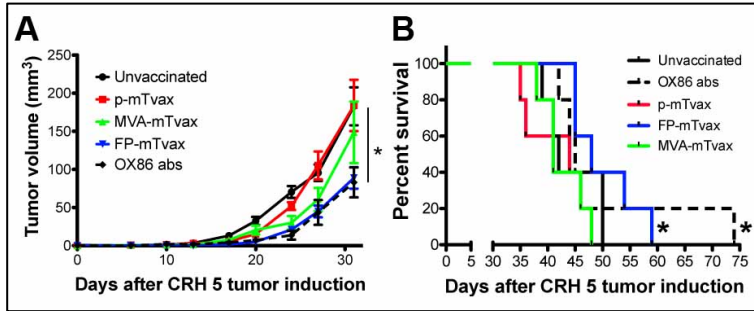 A
250
200
150
100
50
0
Tumor volume (mm³)
Unvaccinated
p-mTvax
MVA-mTvax
FP-mTvax
OX86 abs
*
0 10 20 30
Days after CRH 5 tumor induction
B
100
80
60
40
20
0
Percent survival
Unvaccinated
OX86 abs
p-mTvax
FP-mTvax
MVA-mTvax
* *
0 5 30 35 40 45 50 55 60 65 70 75
Days after CRH 5 tumor induction